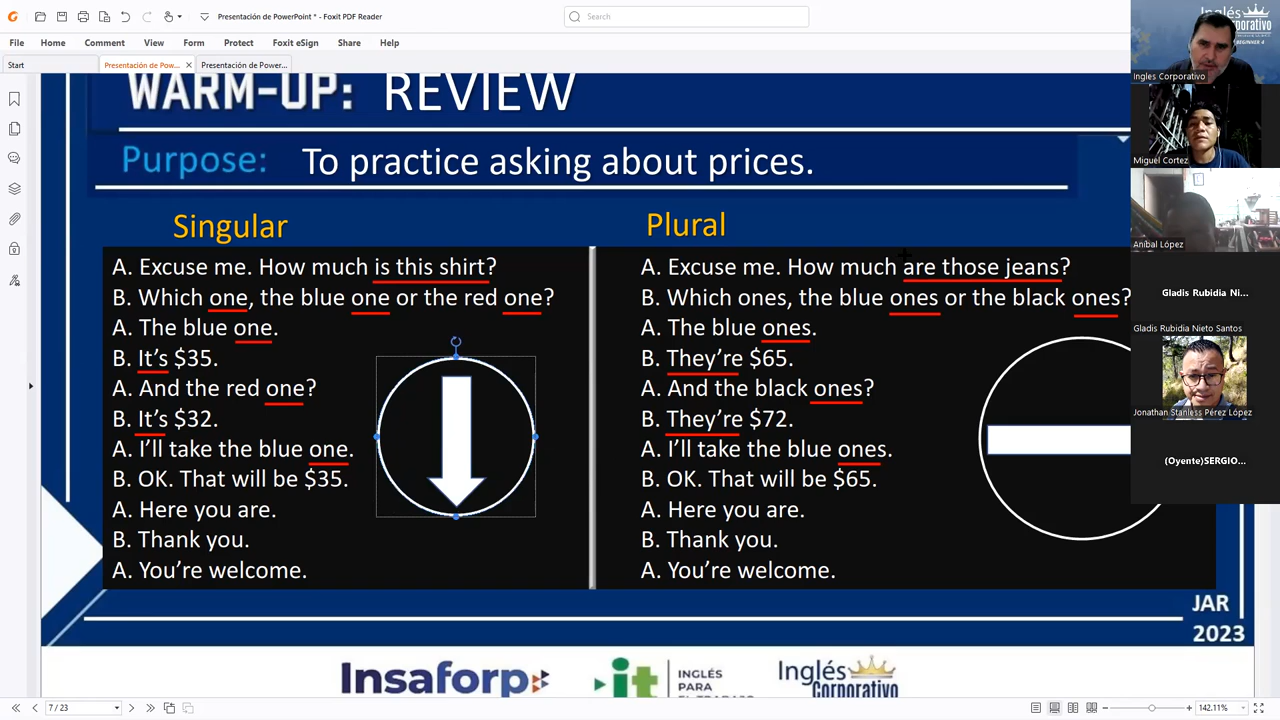 Presentación de PowerPoint * - Foxit PDF Reader
Search
File Home Comment View Form Protect Foxit eSign Share Help
Start
Presentación de Pow... ×
Presentación de Power...
WARM-UP: REVIEW
Purpose: To practice asking about prices.
Singular
A. Excuse me. How much is this shirt?
B. Which one, the blue one or the red one?
A. The blue one.
B. It's $35.
A. And the red one?
B. It's $32.
A. I'll take the blue one.
B. OK. That will be $35.
A. Here you are.
B. Thank you.
A. You're welcome.
Plural
A. Excuse me. How much are those jeans?
B. Which ones, the blue ones or the black ones?
A. The blue ones.
B. They're $65.
A. And the black ones?
B. They're $72.
A. I'll take the blue ones.
B. OK. That will be $65.
A. Here you are.
B. Thank you.
A. You're welcome.
JAR
2023
Insaforp
it
INGLÉS
PARA
Inglés
Corporativo
Inglés
Corporativo
BEGINNER 4
Ingles Corporativo
Miguel Cortez
Aníbal López
Gladis Rubidia Ni...
Gladis Rubidia Nieto Santos
Jonathan Stanless Pérez López
(Oyente)SERGIO...
7 / 23
142.11%